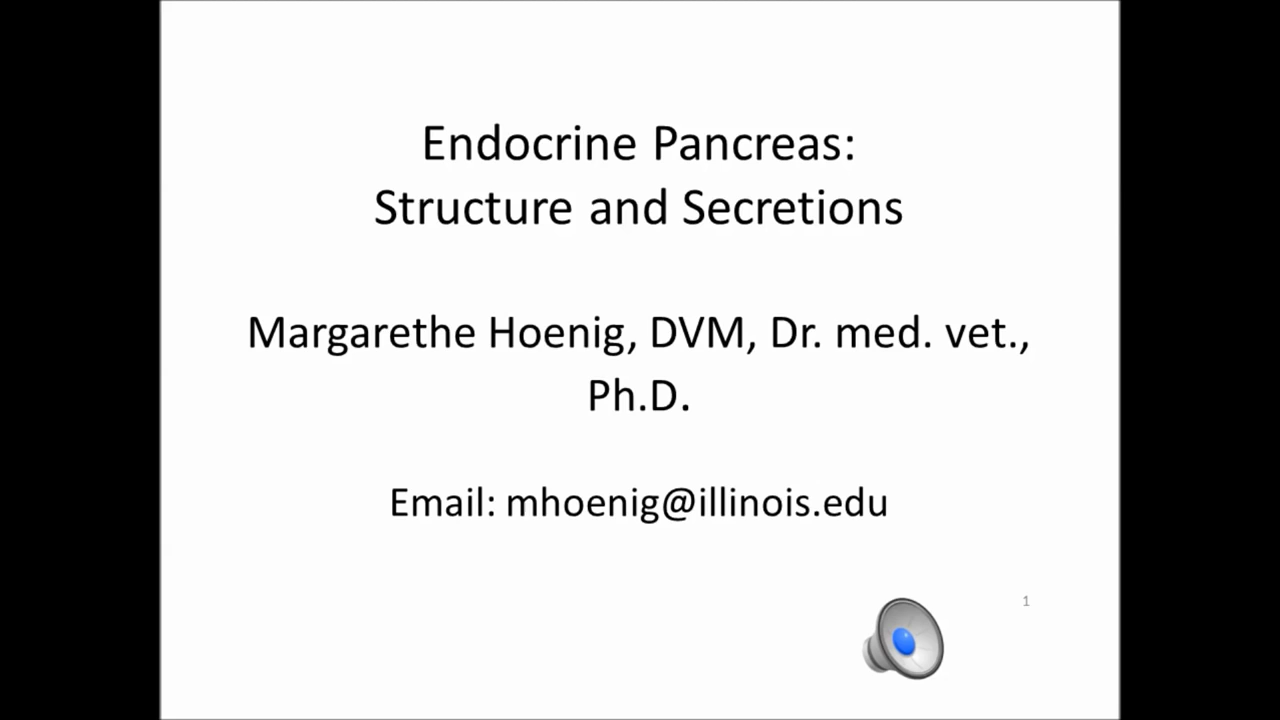 Endocrine Pancreas:
Structure and Secretions
Margarethe Hoenig, DVM, Dr. med. vet.,
Ph.D.
Email: mhoenig@illinois.edu
1